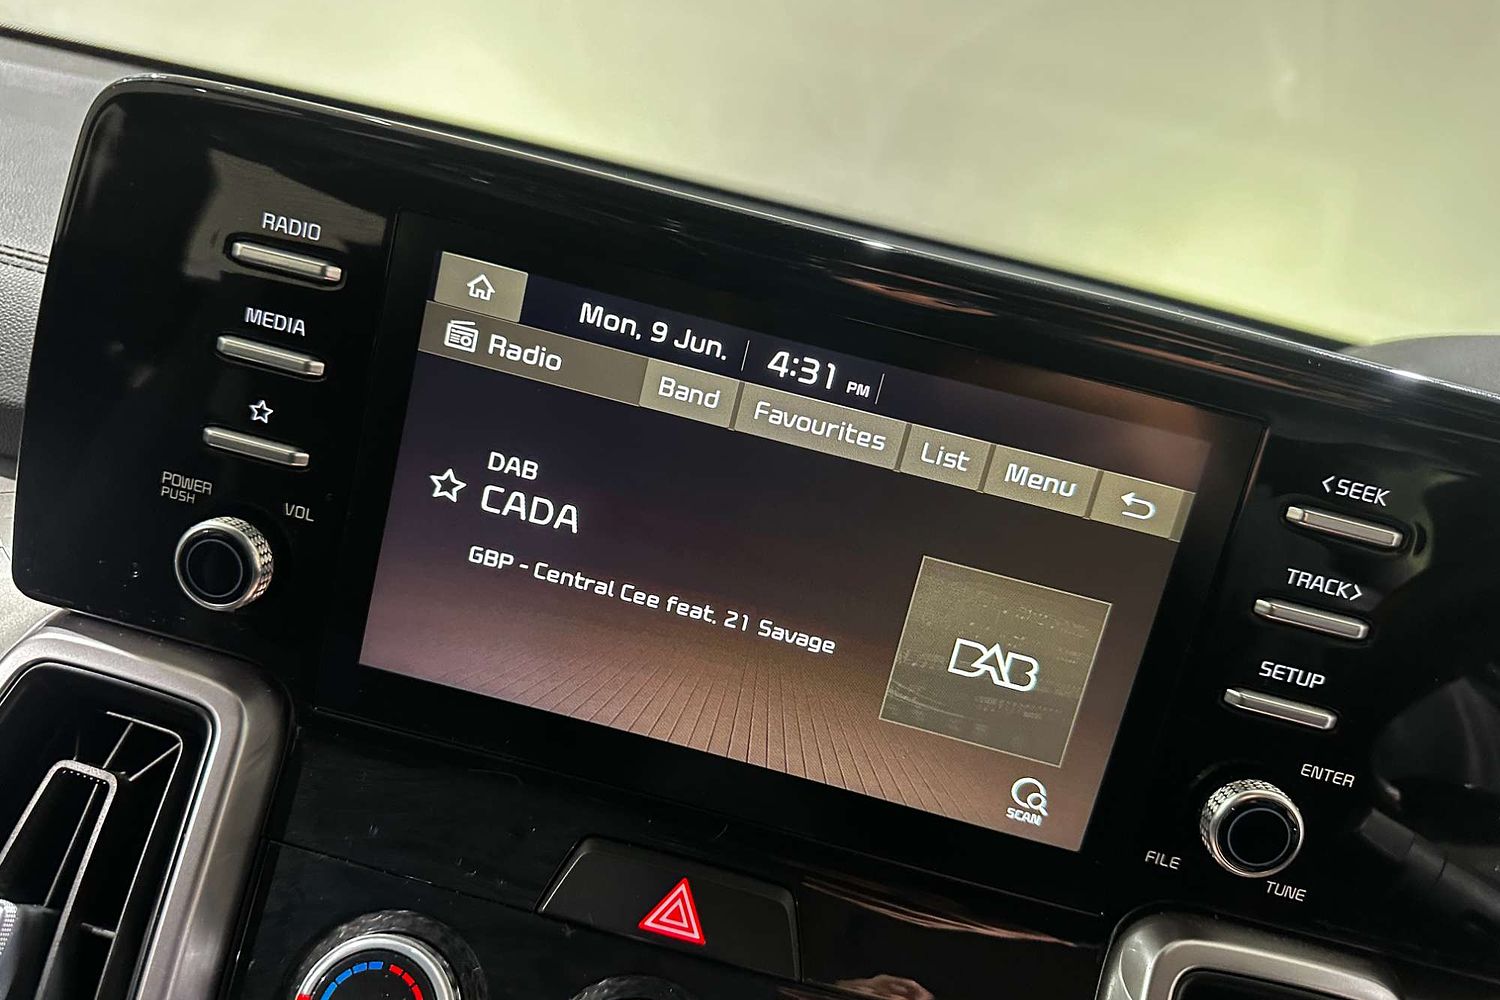 RADIO
MEDIA
POWER
PUSH
VOL
Mon, 9 Jun.
4:31 PM
Radio
Band
Favourites
List
Menu
DAB
CADA
GBP - Central Cee feat. 21 Savage
DAB
SCAN
<SEEK
TRACK>
SETUP
ENTER
FILE
TUNE